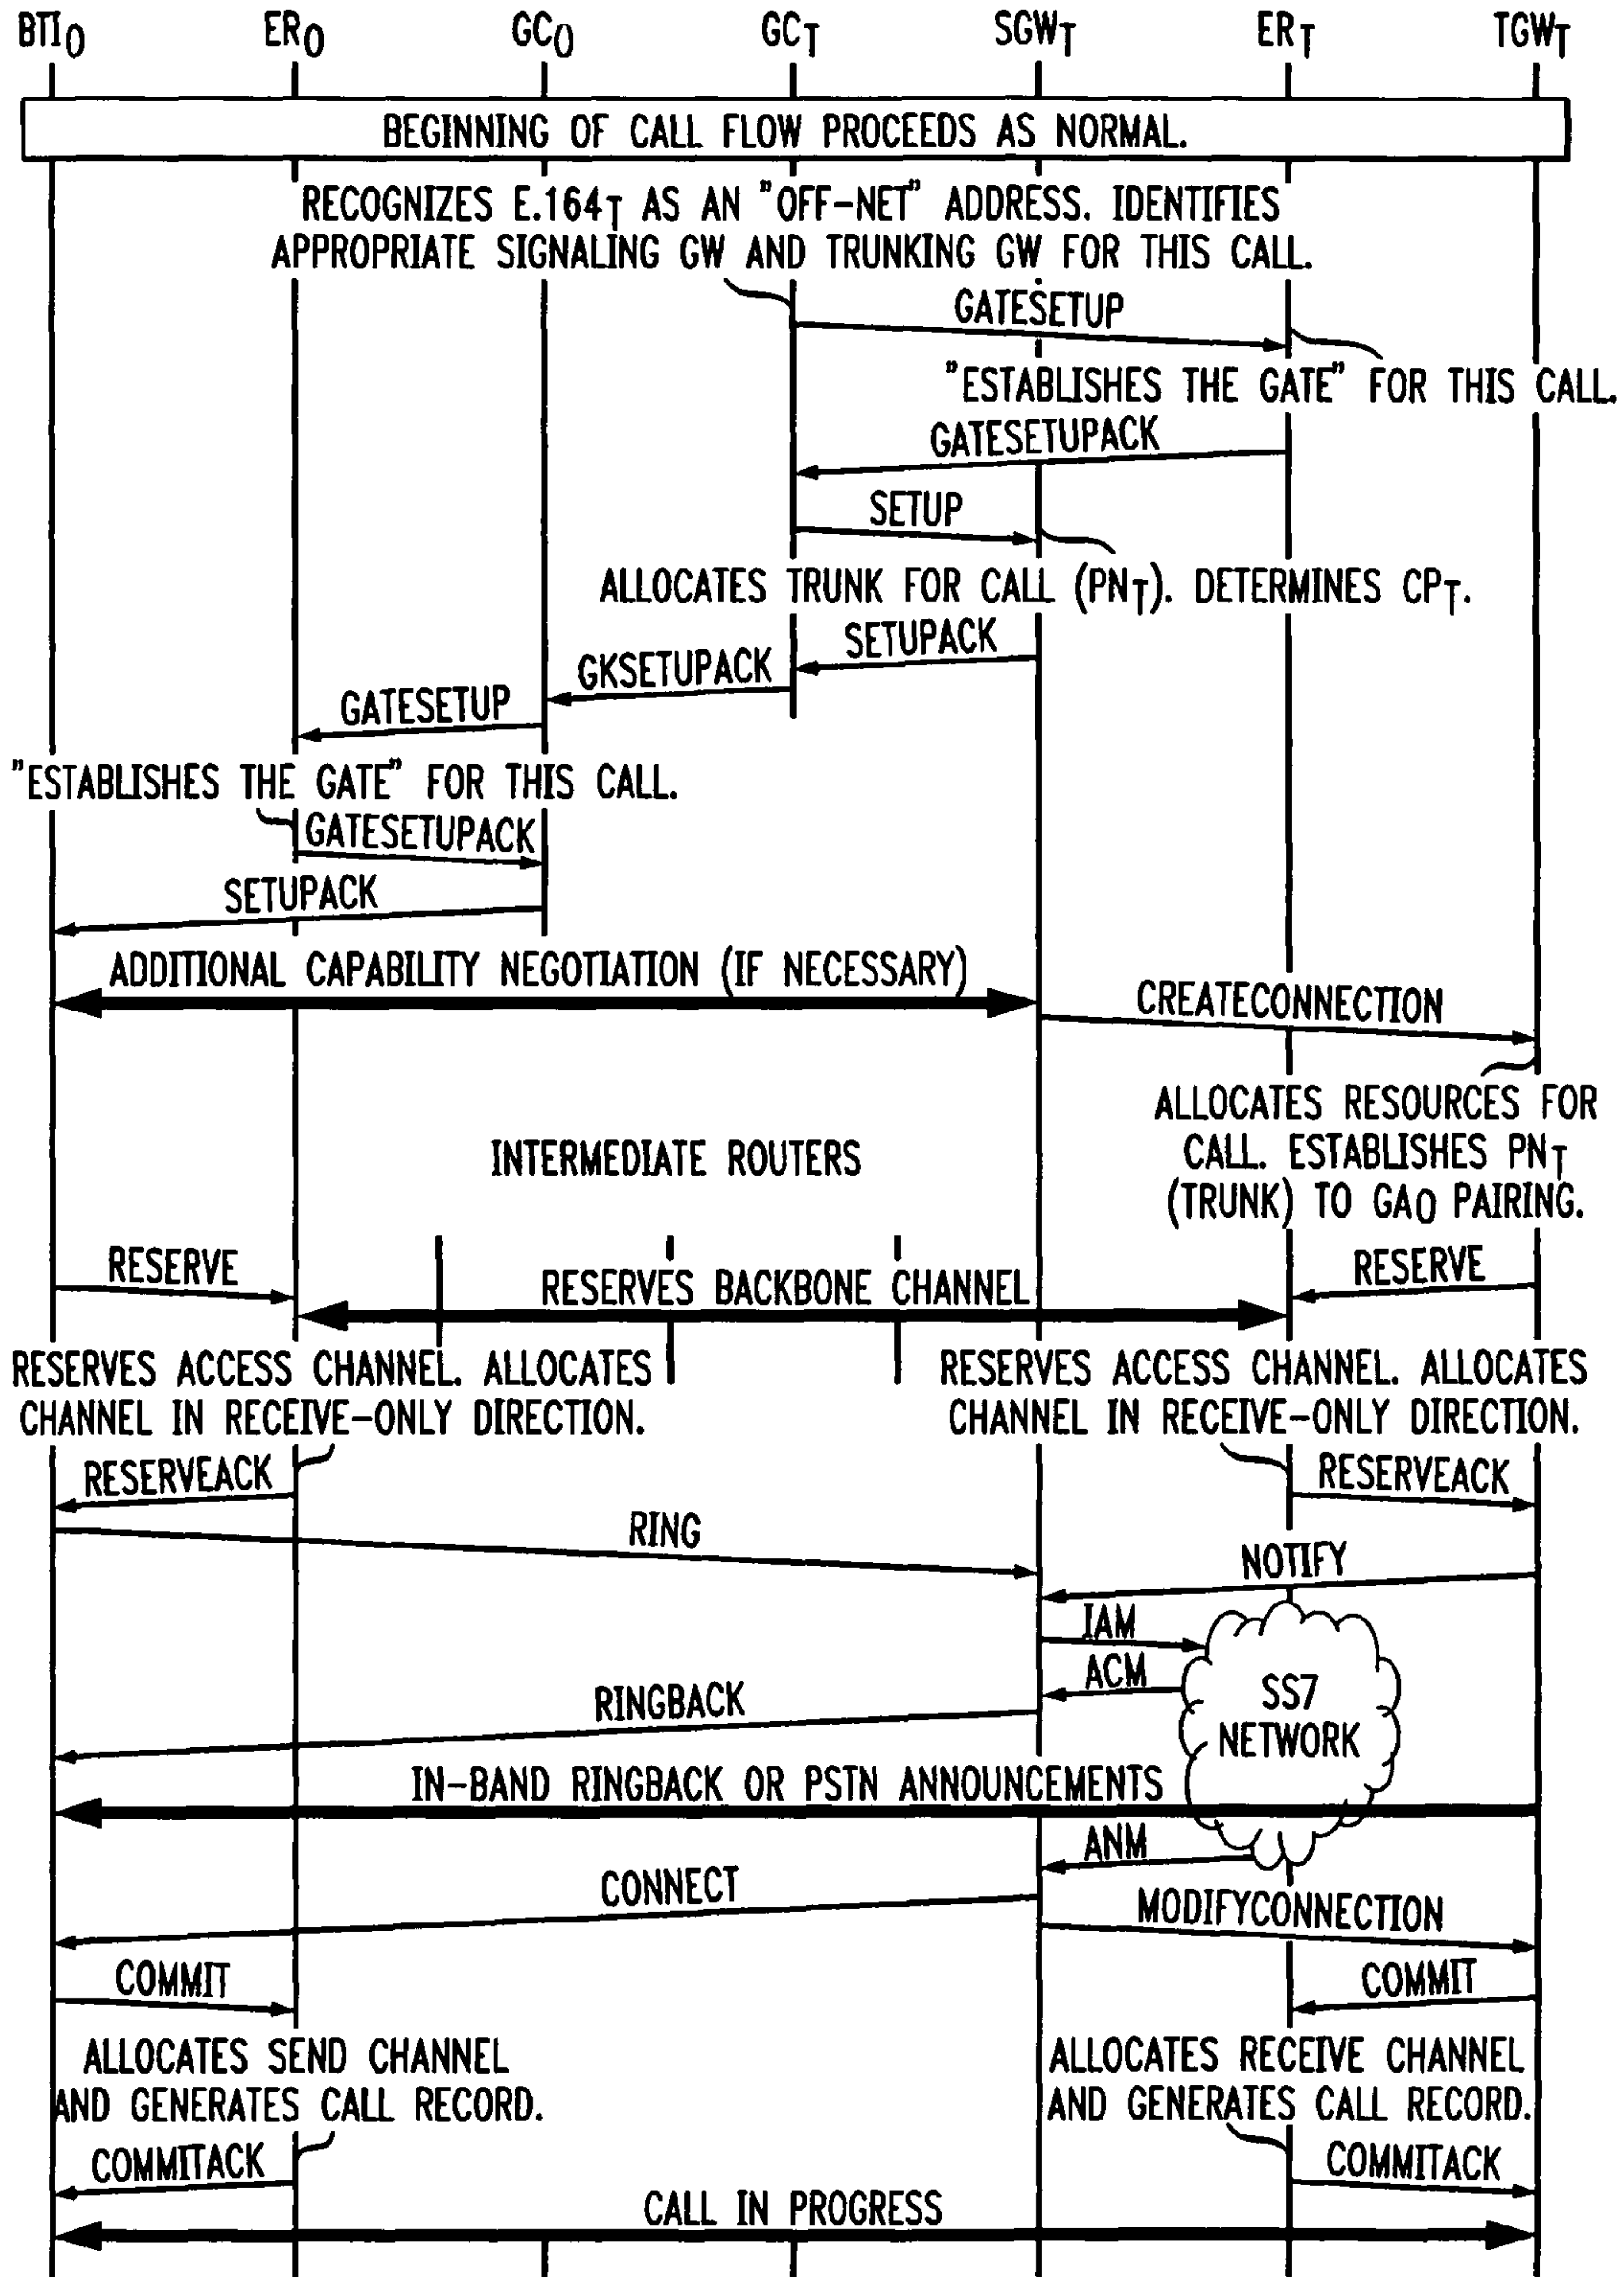 BTIO ERO GCO GCT SGWT ERT TGWT
BEGINNING OF CALL FLOW PROCEEDS AS NORMAL.
RECOGNIZES E.164T AS AN "OFF-NET" ADDRESS. IDENTIFIES
APPROPRIATE SIGNALING GW AND TRUNKING GW FOR THIS CALL.
GATESETUP
"ESTABLISHES THE GATE" FOR THIS CALL.
GATESETUPACK
SETUP
ALLOCATES TRUNK FOR CALL (PNT). DETERMINES CPT.
SETUPACK
GKSETUPACK
GATESETUP
"ESTABLISHES THE GATE" FOR THIS CALL.
GATESETUPACK
SETUPACK
ADDITIONAL CAPABILITY NEGOTIATION (IF NECESSARY)
CREATECONNECTION
ALLOCATES RESOURCES FOR
CALL. ESTABLISHES PNT
(TRUNK) TO GAO PAIRING.
INTERMEDIATE ROUTERS
RESERVE
RESERVES BACKBONE CHANNEL
RESERVE
RESERVES ACCESS CHANNEL. ALLOCATES
CHANNEL IN RECEIVE-ONLY DIRECTION.
RESERVES ACCESS CHANNEL. ALLOCATES
CHANNEL IN RECEIVE-ONLY DIRECTION.
RESERVEACK
RESERVEACK
RING
NOTIFY
IAM
ACM
SS7
NETWORK
RINGBACK
IN-BAND RINGBACK OR PSTN ANNOUNCEMENTS
ANM
CONNECT
MODIFYCONNECTION
COMMIT
COMMIT
ALLOCATES SEND CHANNEL
AND GENERATES CALL RECORD.
ALLOCATES RECEIVE CHANNEL
AND GENERATES CALL RECORD.
COMMITACK
COMMITACK
CALL IN PROGRESS